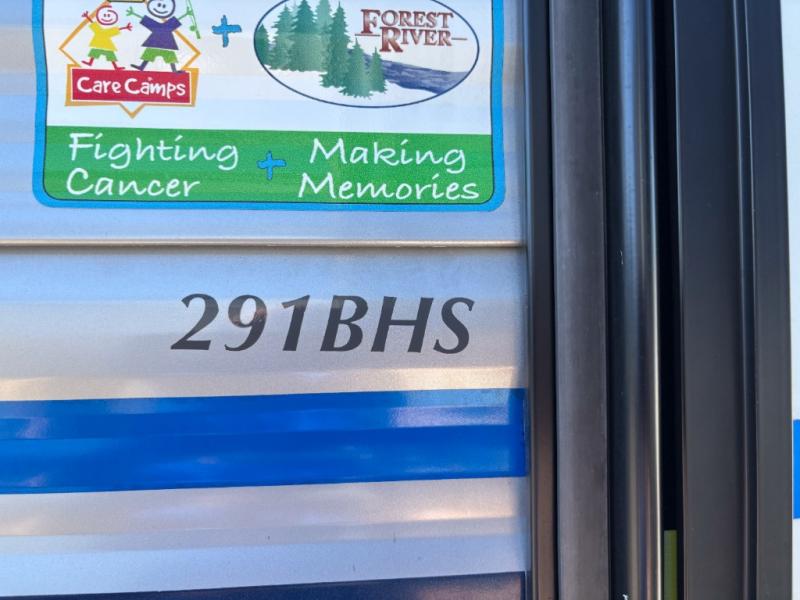 Care Camps
+
FOREST
RIVER
Fighting + Making
Cancer Memories
291BHS